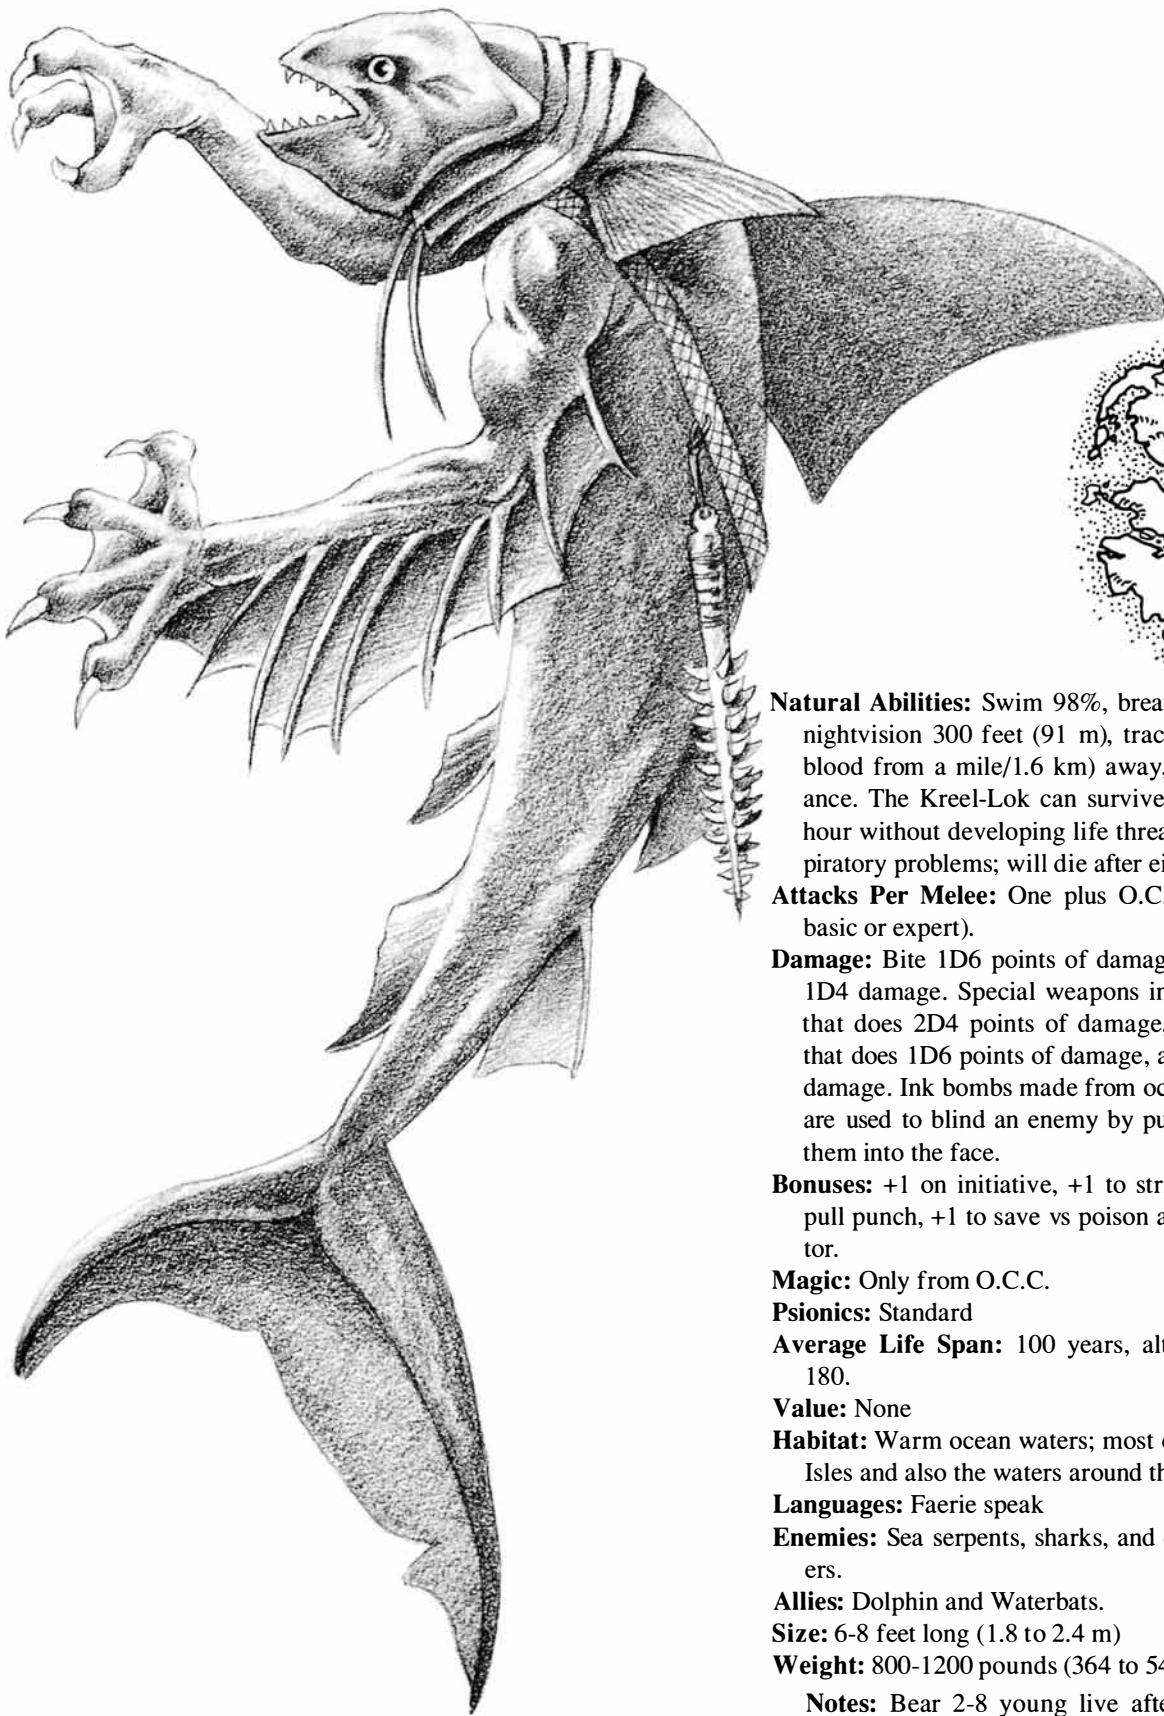 Natural Abilities: Swim 98%, brea
nightvision 300 feet (91 m), trac
blood from a mile/1.6 km) away,
ance. The Kreel-Lok can survive
hour without developing life threa
piratory problems; will die after ei
Attacks Per Melee: One plus O.C.
basic or expert).
Damage: Bite 1D6 points of damag
1D4 damage. Special weapons in
that does 2D4 points of damage,
that does 1D6 points of damage, a
damage. Ink bombs made from oc
are used to blind an enemy by pu
them into the face.
Bonuses: +1 on initiative, +1 to str
pull punch, +1 to save vs poison a
tor.
Magic: Only from O.C.C.
Psionics: Standard
Average Life Span: 100 years, alt
180.
Value: None
Habitat: Warm ocean waters; most
Isles and also the waters around th
Languages: Faerie speak
Enemies: Sea serpents, sharks, and
ers.
Allies: Dolphin and Waterbats.
Size: 6-8 feet long (1.8 to 2.4 m)
Weight: 800-1200 pounds (364 to 54
Notes: Bear 2-8 young live afte